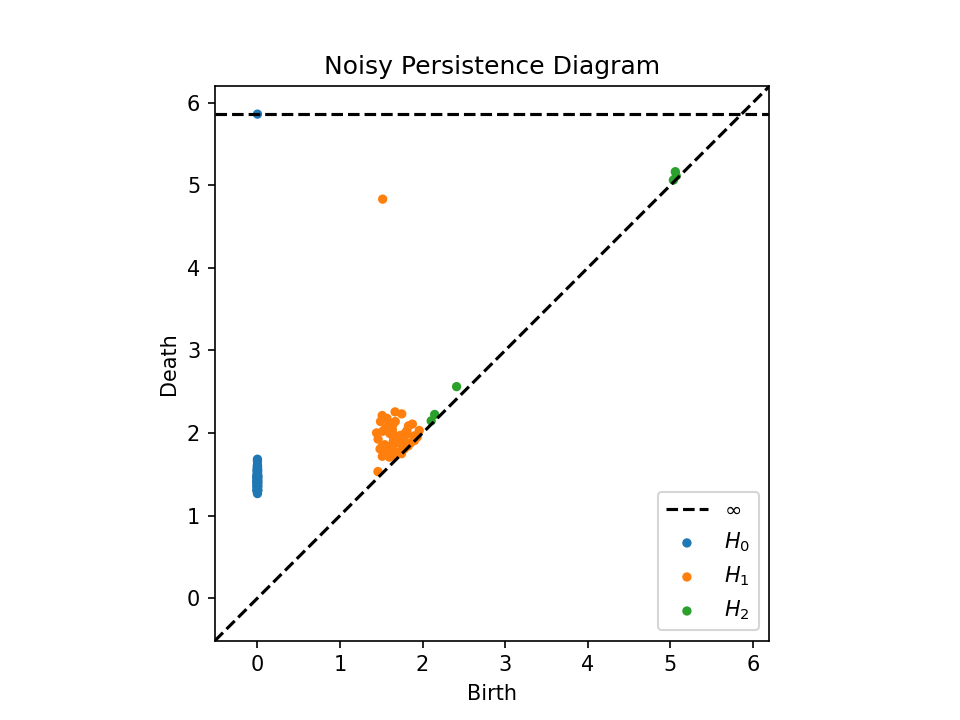 Noisy Persistence Diagram
6
5
4
3
2
1
0
Death
0 1 2 3 4 5 6
Birth
∞
H₀
H₁
H₂